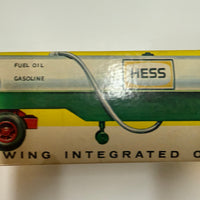 FUEL OIL
GASOLINE
HESS
WING INTEGRATED C